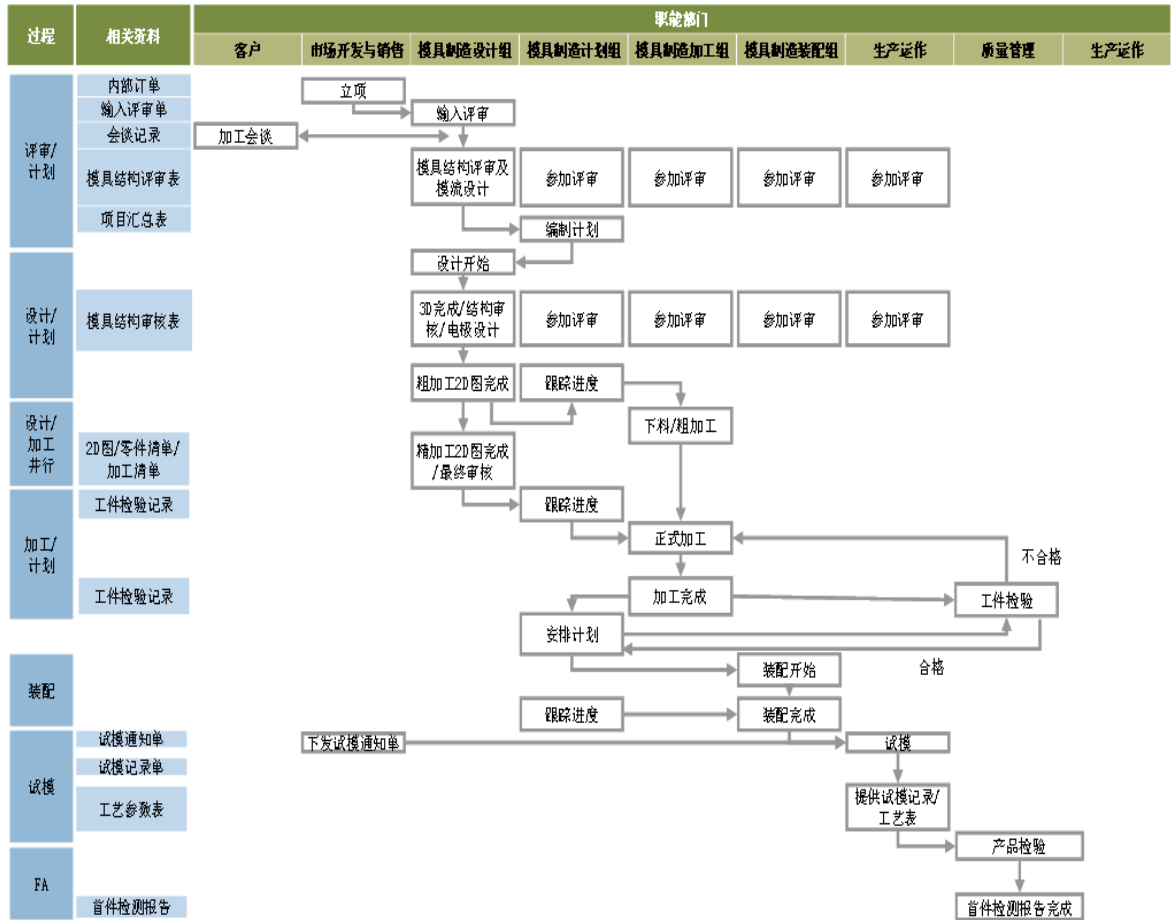 职能部门
过程
相关资料
客户
市场开发与销售
模具制造设计组
模具制造计划组
模具制造加工组
模具制造装配组
生产运作
质量管理
生产运作
评审/
计划
内部订单
立项
输入评审单
输入评审
会谈记录
加工会谈
模具结构评审表
模具结构评审及
模流设计
参加评审
参加评审
参加评审
参加评审
项目汇总表
编制计划
设计/
计划
设计开始
模具结构审核表
3D完成/结构审
核/电极设计
参加评审
参加评审
参加评审
参加评审
粗加工2D图完成
跟踪进度
设计/
加工
并行
下料/粗加工
2D图/零件清单/
加工清单
精加工2D图完成
/最终审核
加工/
计划
工件检验记录
跟踪进度
正式加工
不合格
工件检验记录
加工完成
工件检验
安排计划
合格
装配
装配开始
跟踪进度
装配完成
试模
试模通知单
下发试模通知单
试模
试模记录单
工艺参数表
提供试模记录/
工艺表
产品检验
FA
首件检测报告
首件检测报告完成